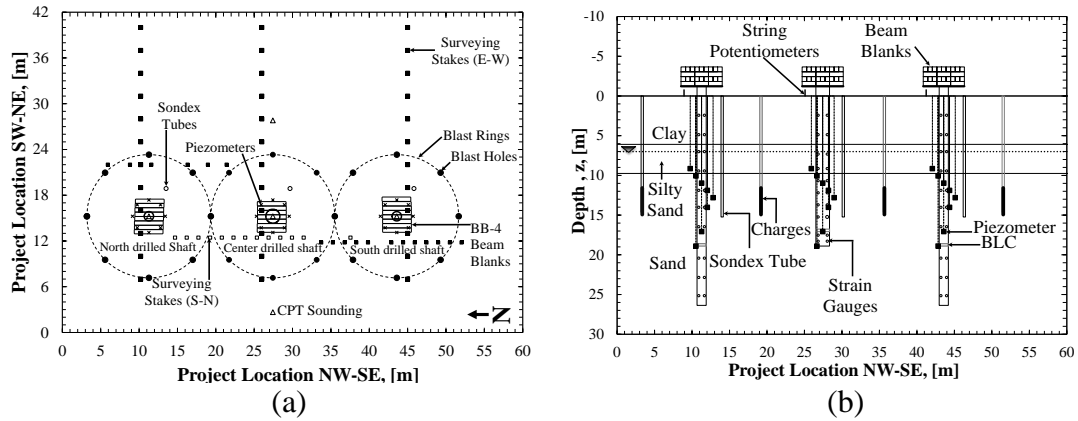 42
36
30
24
18
12
6
0
Project Location SW-NE, [m]
Surveying
Stakes (E-W)
Sondex
Tubes
Piezometers
Blast Rings
Blast Holes
BB-4
Beam
Blanks
North drilled Shaft
Center drilled shaft
South drilled shaft
Surveying
Stakes (S-N)
CPT Sounding
N
0 5 10 15 20 25 30 35 40 45 50 55 60
Project Location NW-SE, [m]
(a)
-10
-5
0
5
10
15
20
25
30
Depth , z, [m]
String
Potentiometers
Beam
Blanks
Clay
Silty
Sand
Sand
Charges
Sondex Tube
Strain
Gauges
Piezometer
BLC
0 5 10 15 20 25 30 35 40 45 50 55 60
Project Location NW-SE, [m]
(b)